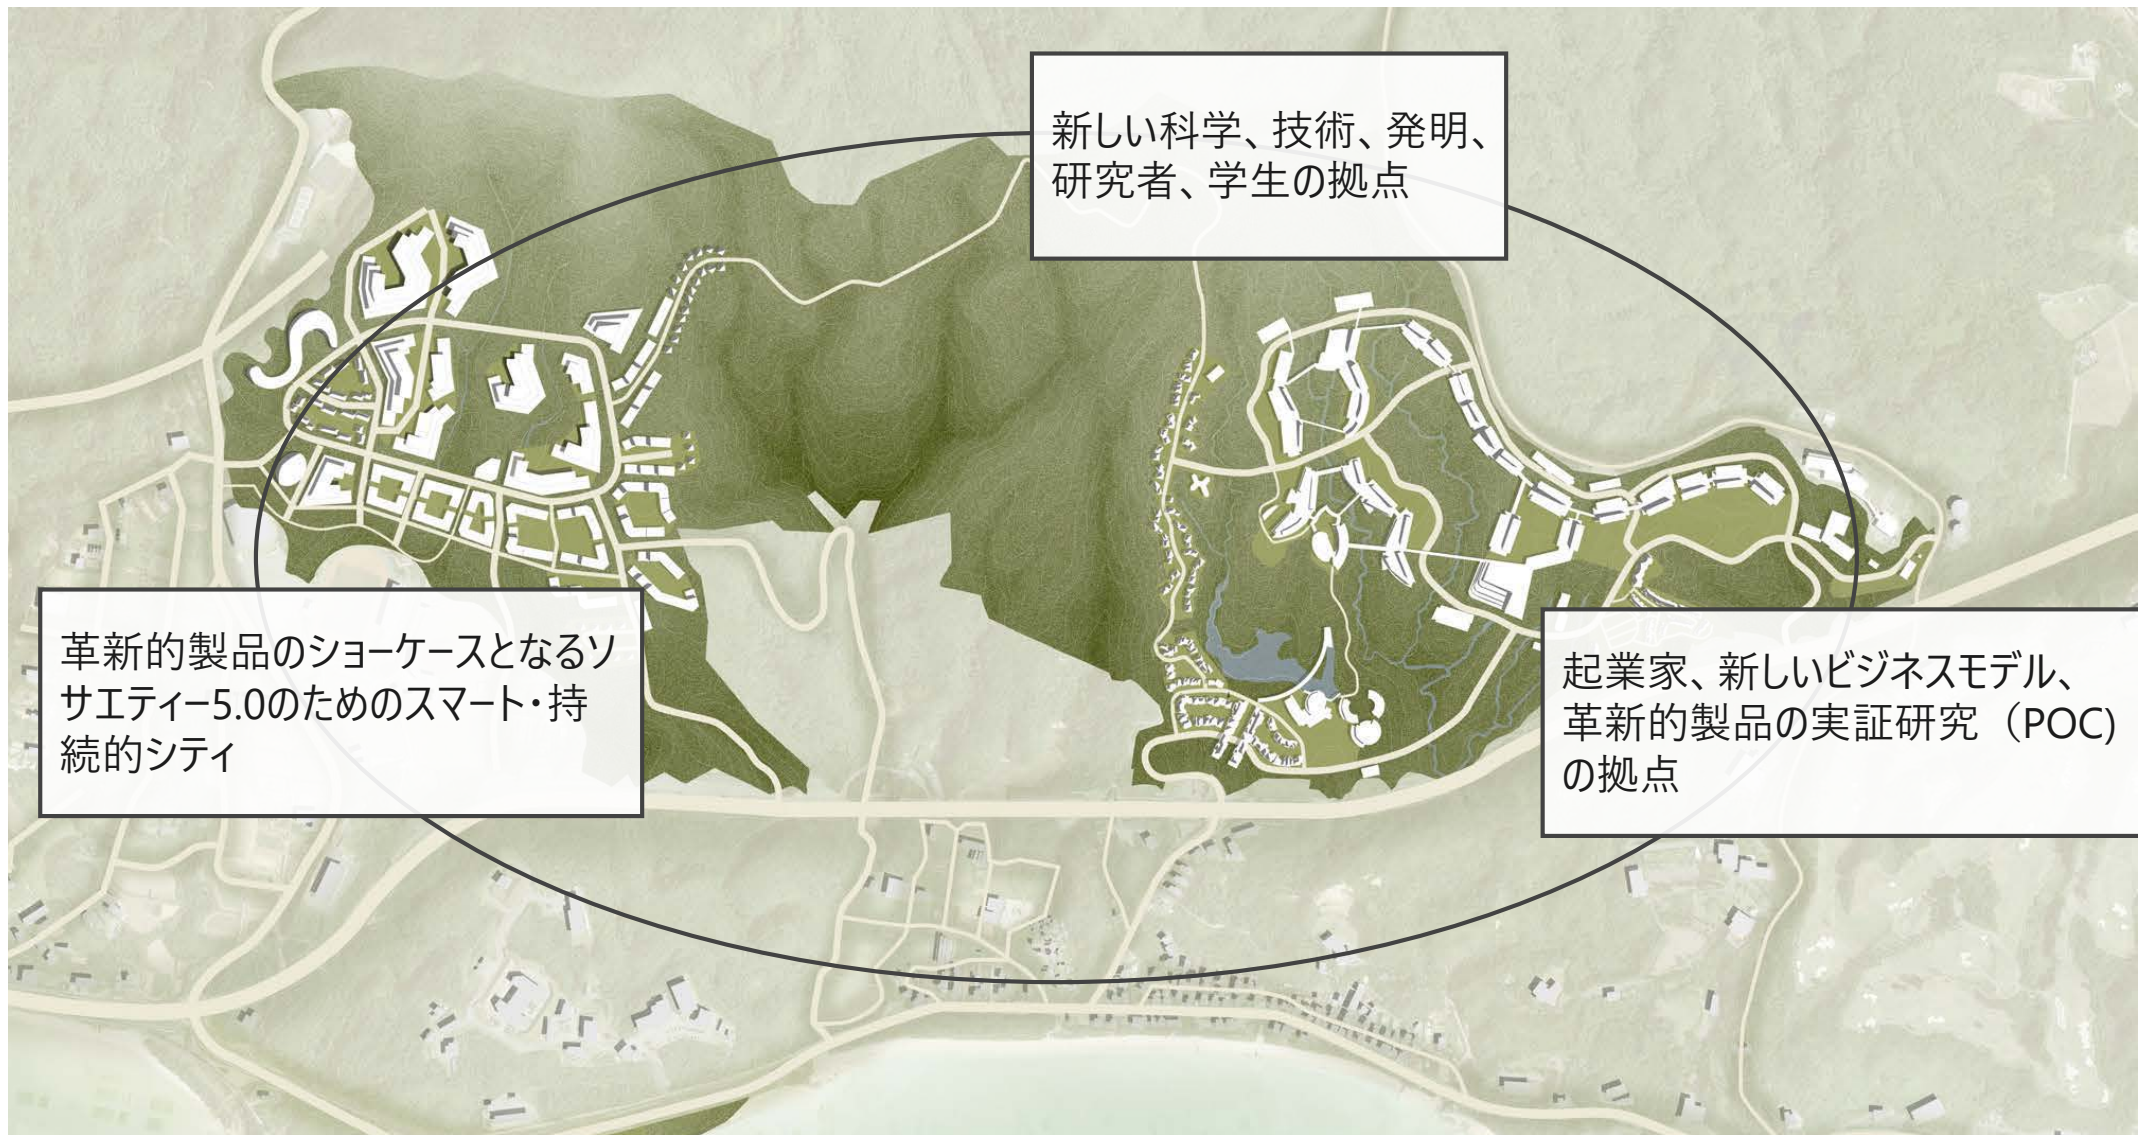 新しい科学、技術、発明、
研究者、学生の拠点
革新的製品のショーケースとなるソ
サエティー5.0のためのスマート・持
続的シティ
起業家、新しいビジネスモデル、
革新的製品の実証研究（POC)
の拠点